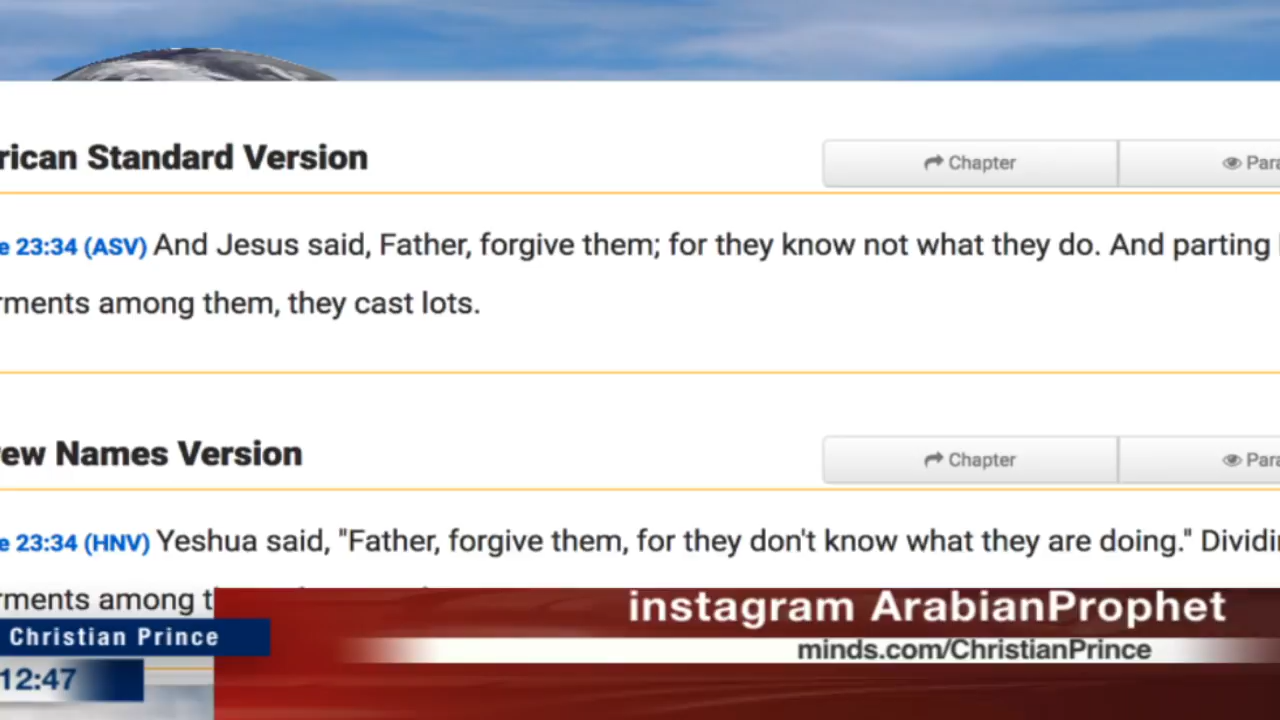 rican Standard Version
Chapter
Para
e 23:34 (ASV) And Jesus said, Father, forgive them; for they know not what they do. And parting
rments among them, they cast lots.
ew Names Version
Chapter
Para
e 23:34 (HNV) Yeshua said, "Father, forgive them, for they don't know what they are doing." Dividi
rments among t
instagram ArabianProphet
Christian Prince
minds.com/ChristianPrince
12:47